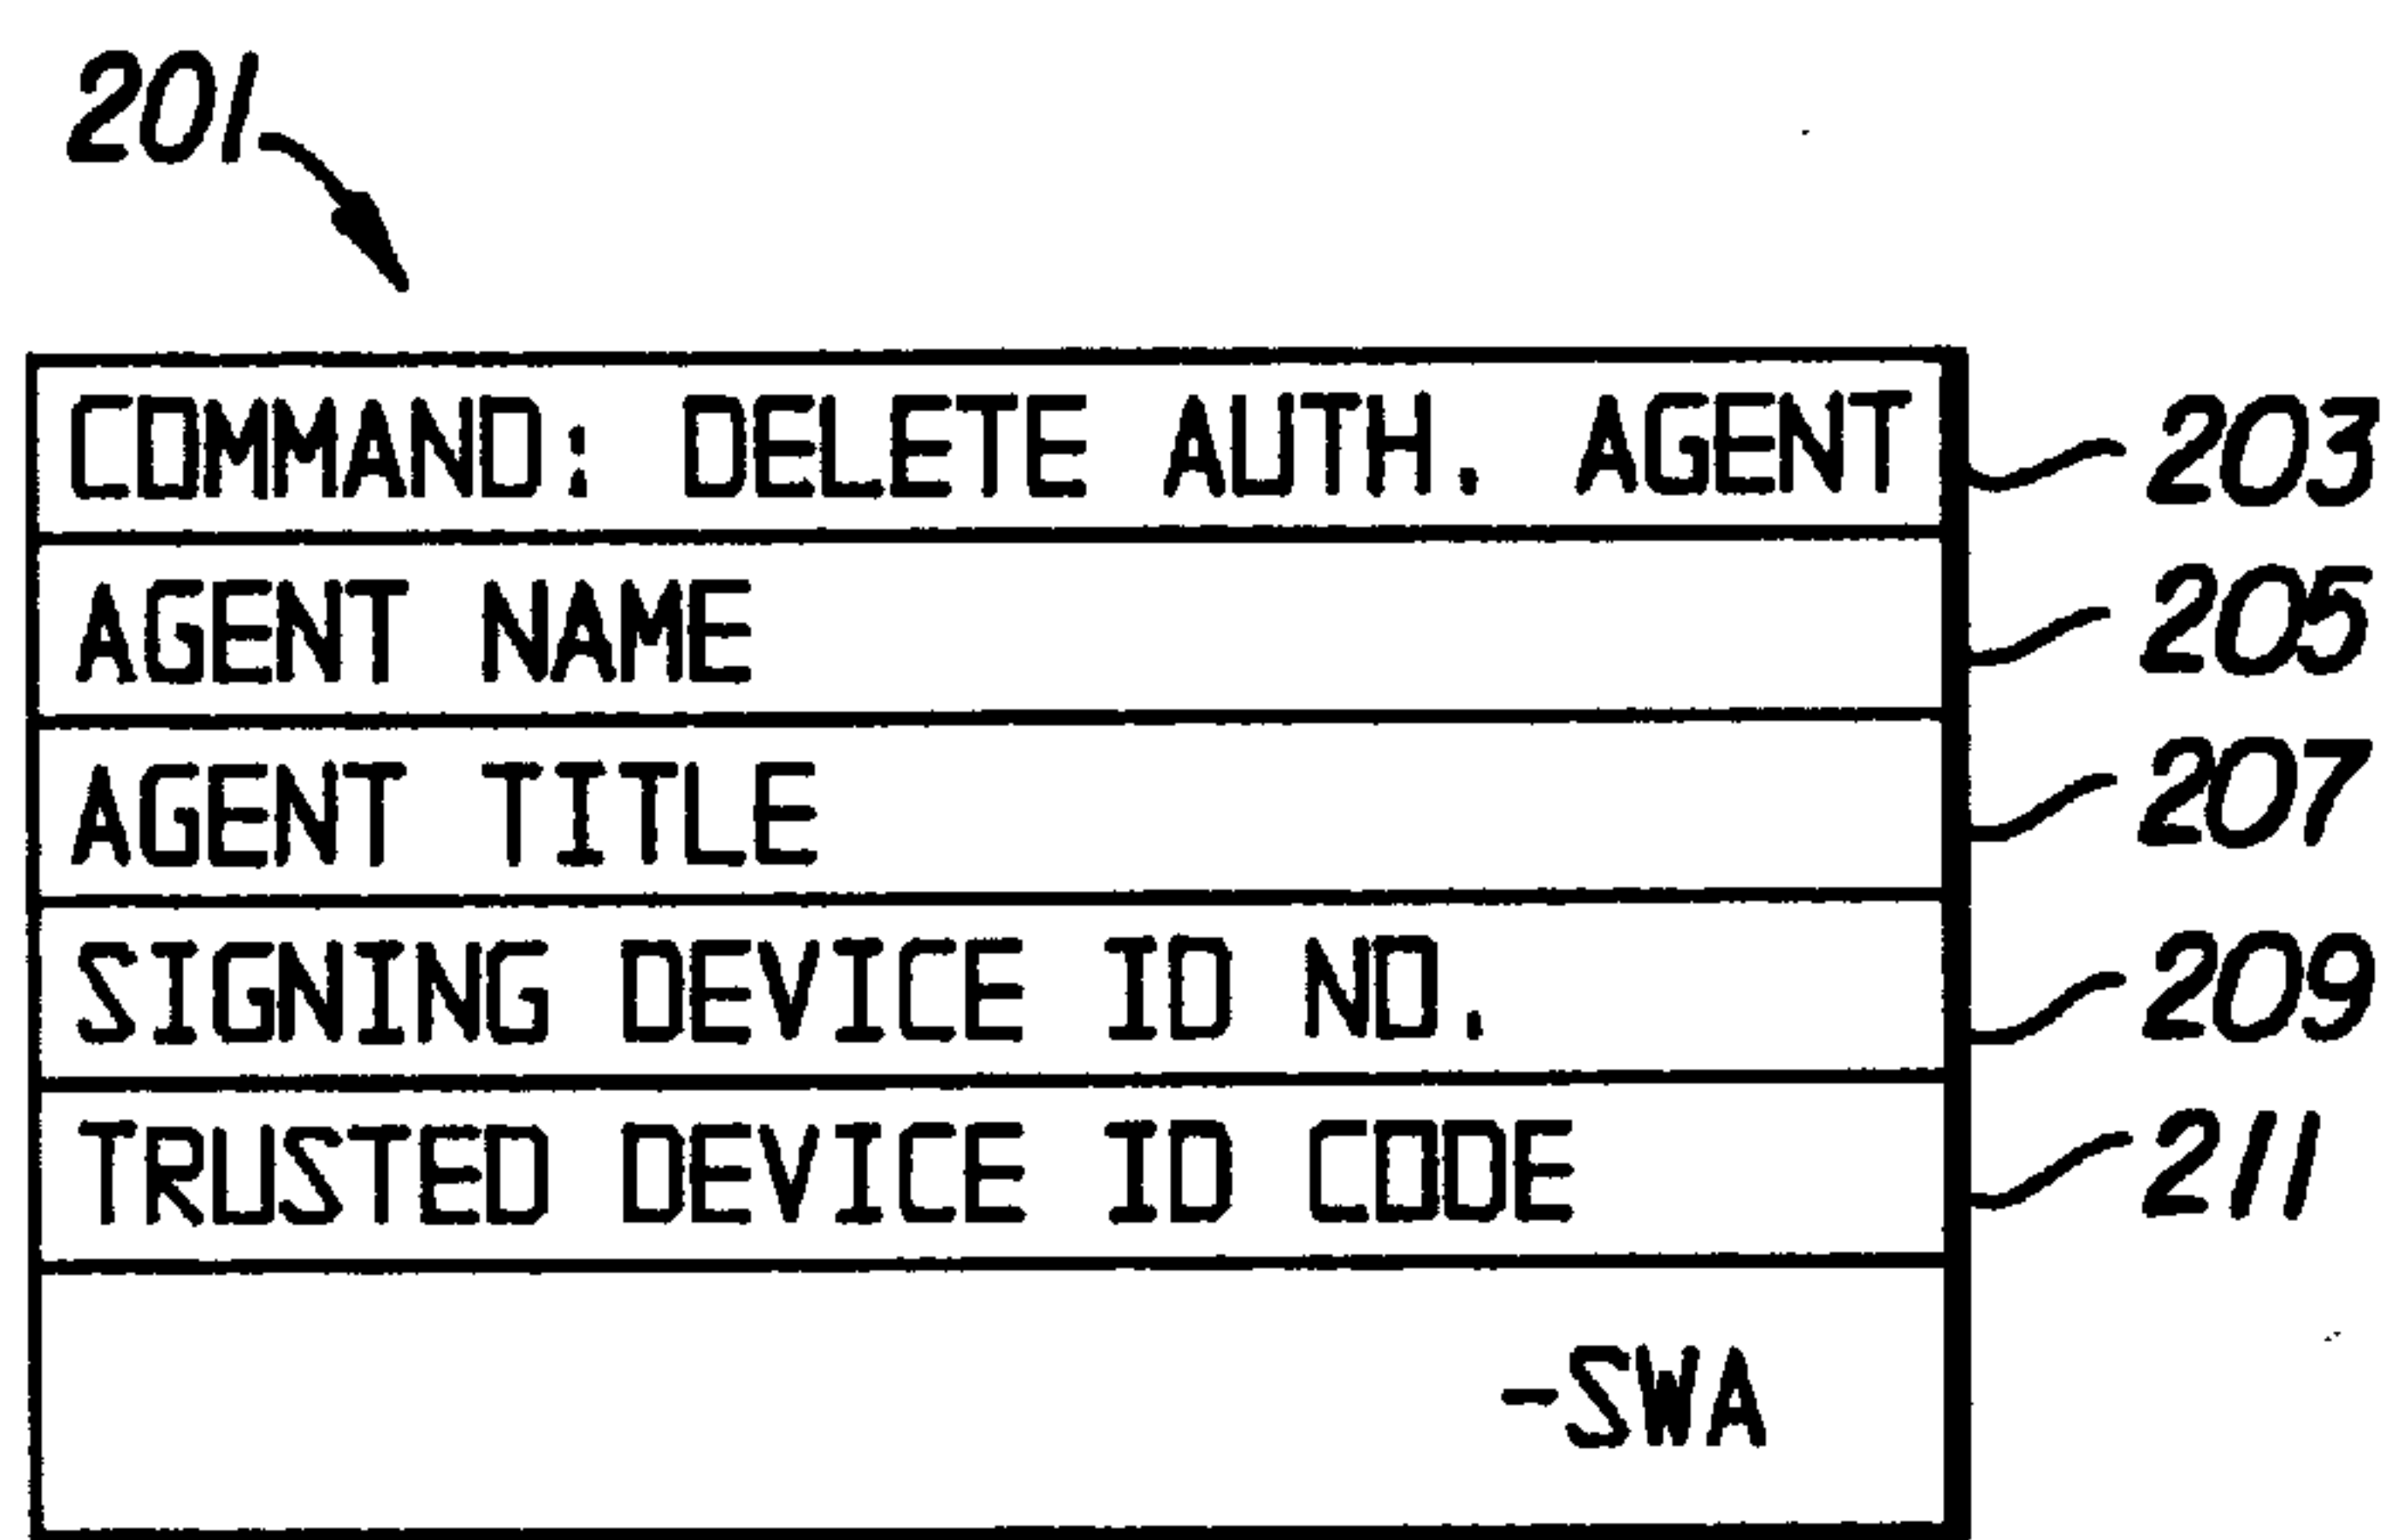 201
COMMAND: DELETE AUTH. AGENT 203
AGENT NAME 205
AGENT TITLE 207
SIGNING DEVICE ID NO. 209
TRUSTED DEVICE ID CODE 211
-SWA